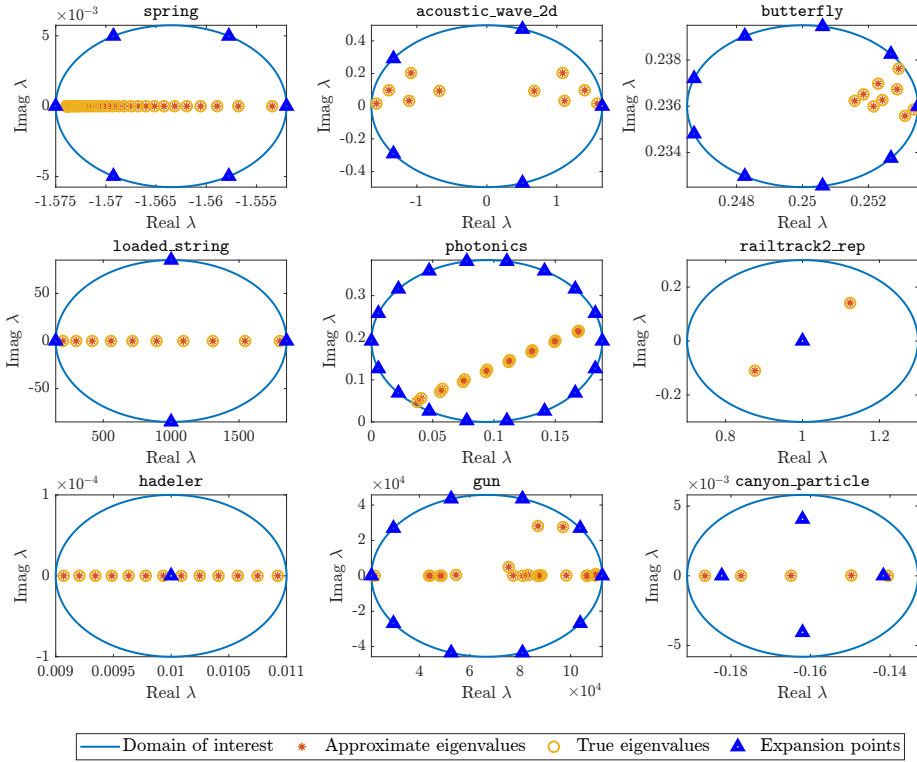 spring
×10⁻³
5
0
-5
-1.575 -1.57 -1.565 -1.56 -1.555
Real λ
Imag λ
acoustic_wave_2d
0.4
0.2
0
-0.2
-0.4
-1 0 1
Real λ
Imag λ
butterfly
0.238
0.236
0.234
0.248 0.25 0.252
Real λ
Imag λ
loaded_string
50
0
-50
500 1000 1500
Real λ
Imag λ
photonics
0.3
0.2
0.1
0
0 0.05 0.1 0.15
Real λ
Imag λ
railtrack2_rep
0.2
0
-0.2
0.8 1 1.2
Real λ
Imag λ
hadeler
×10⁻⁴
1
0
-1
0.009 0.0095 0.01 0.0105 0.011
Real λ
Imag λ
gun
×10⁴
4
2
0
-2
-4
4 6 8 10
×10⁴
Real λ
Imag λ
canyon_particle
×10⁻³
5
0
-5
-0.18 -0.16 -0.14
Real λ
Imag λ
Domain of interest Approximate eigenvalues True eigenvalues Expansion points